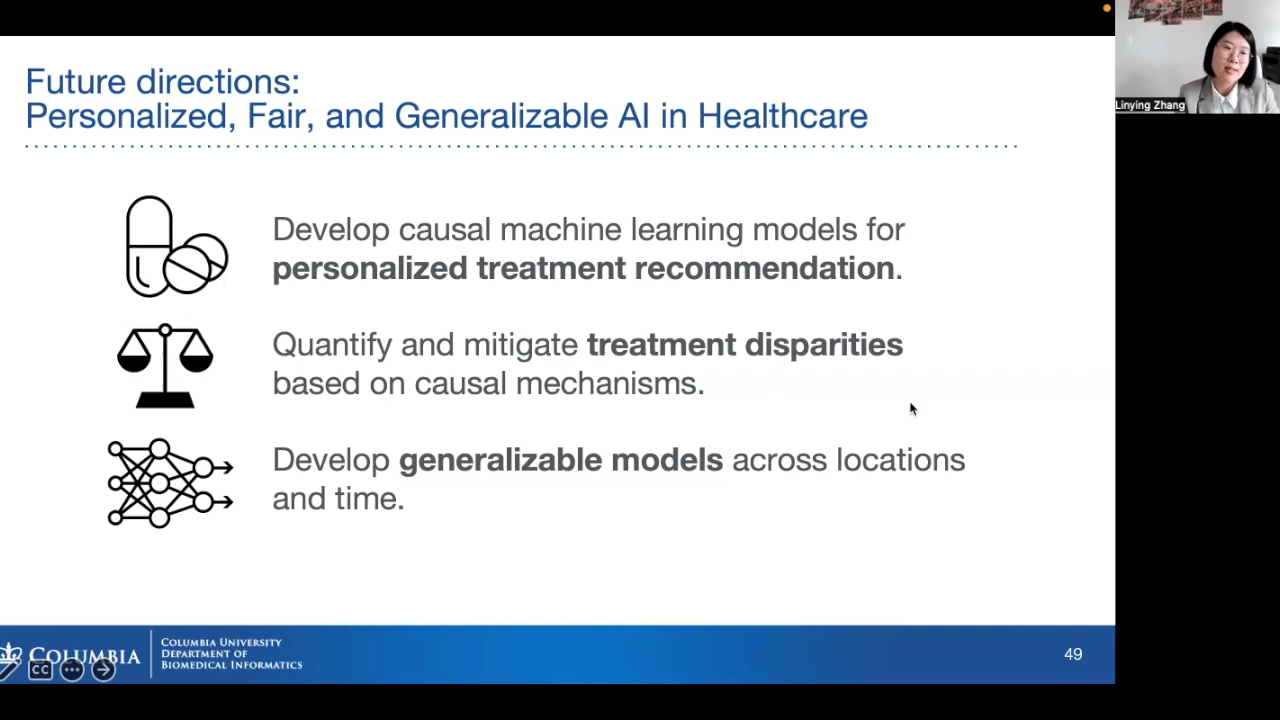 Future directions:
Personalized, Fair, and Generalizable AI in Healthcare
Linying Zhang
Develop causal machine learning models for
personalized treatment recommendation.
Quantify and mitigate treatment disparities
based on causal mechanisms.
Develop generalizable models across locations
and time.
COLUMBIA
COLUMBIA UNIVERSITY
DEPARTMENT OF
BIOMEDICAL INFORMATICS
CC
49